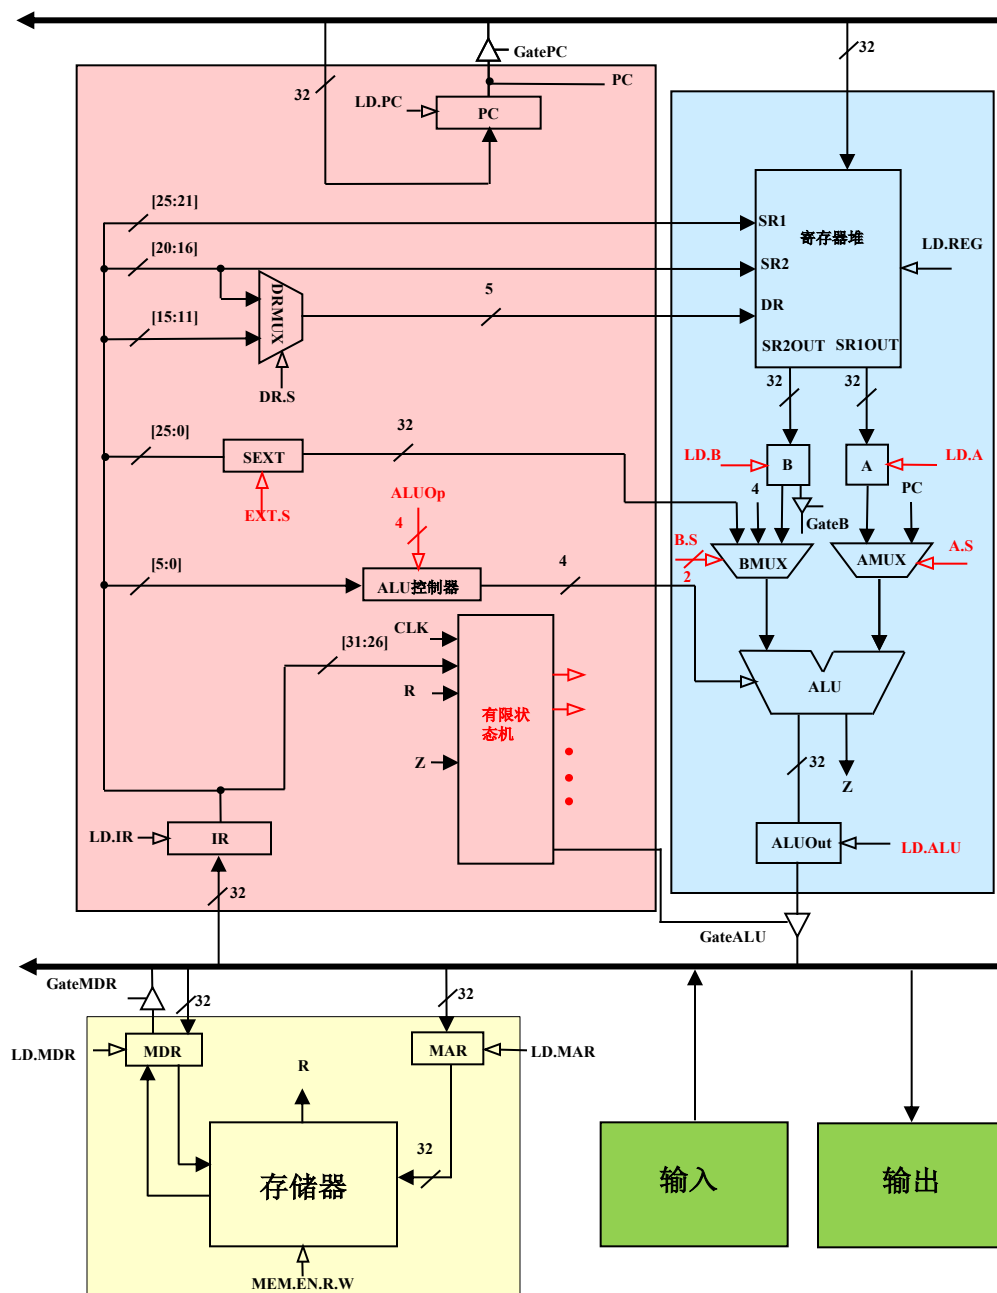 GatePC
32
32
PC
LD.PC
PC
[25:21]
SR1
寄存器堆
LD.REG
[20:16]
SR2
DRMUX
5
DR
[15:11]
SR2OUT
SR1OUT
DR.S
32
32
[25:0]
32
SEXT
LD.B
B
A
LD.A
EXT.S
ALUOp
4
4
PC
GateB
B.S
2
BMUX
AMUX
A.S
[5:0]
ALU控制器
4
CLK
[31:26]
R
有限状
态机
Z
ALU
32
Z
LD.IR
IR
ALUOut
LD.ALU
32
GateALU
GateMDR
32
32
LD.MDR
MDR
MAR
LD.MAR
R
32
存储器
输入
输出
MEM.EN.R.W